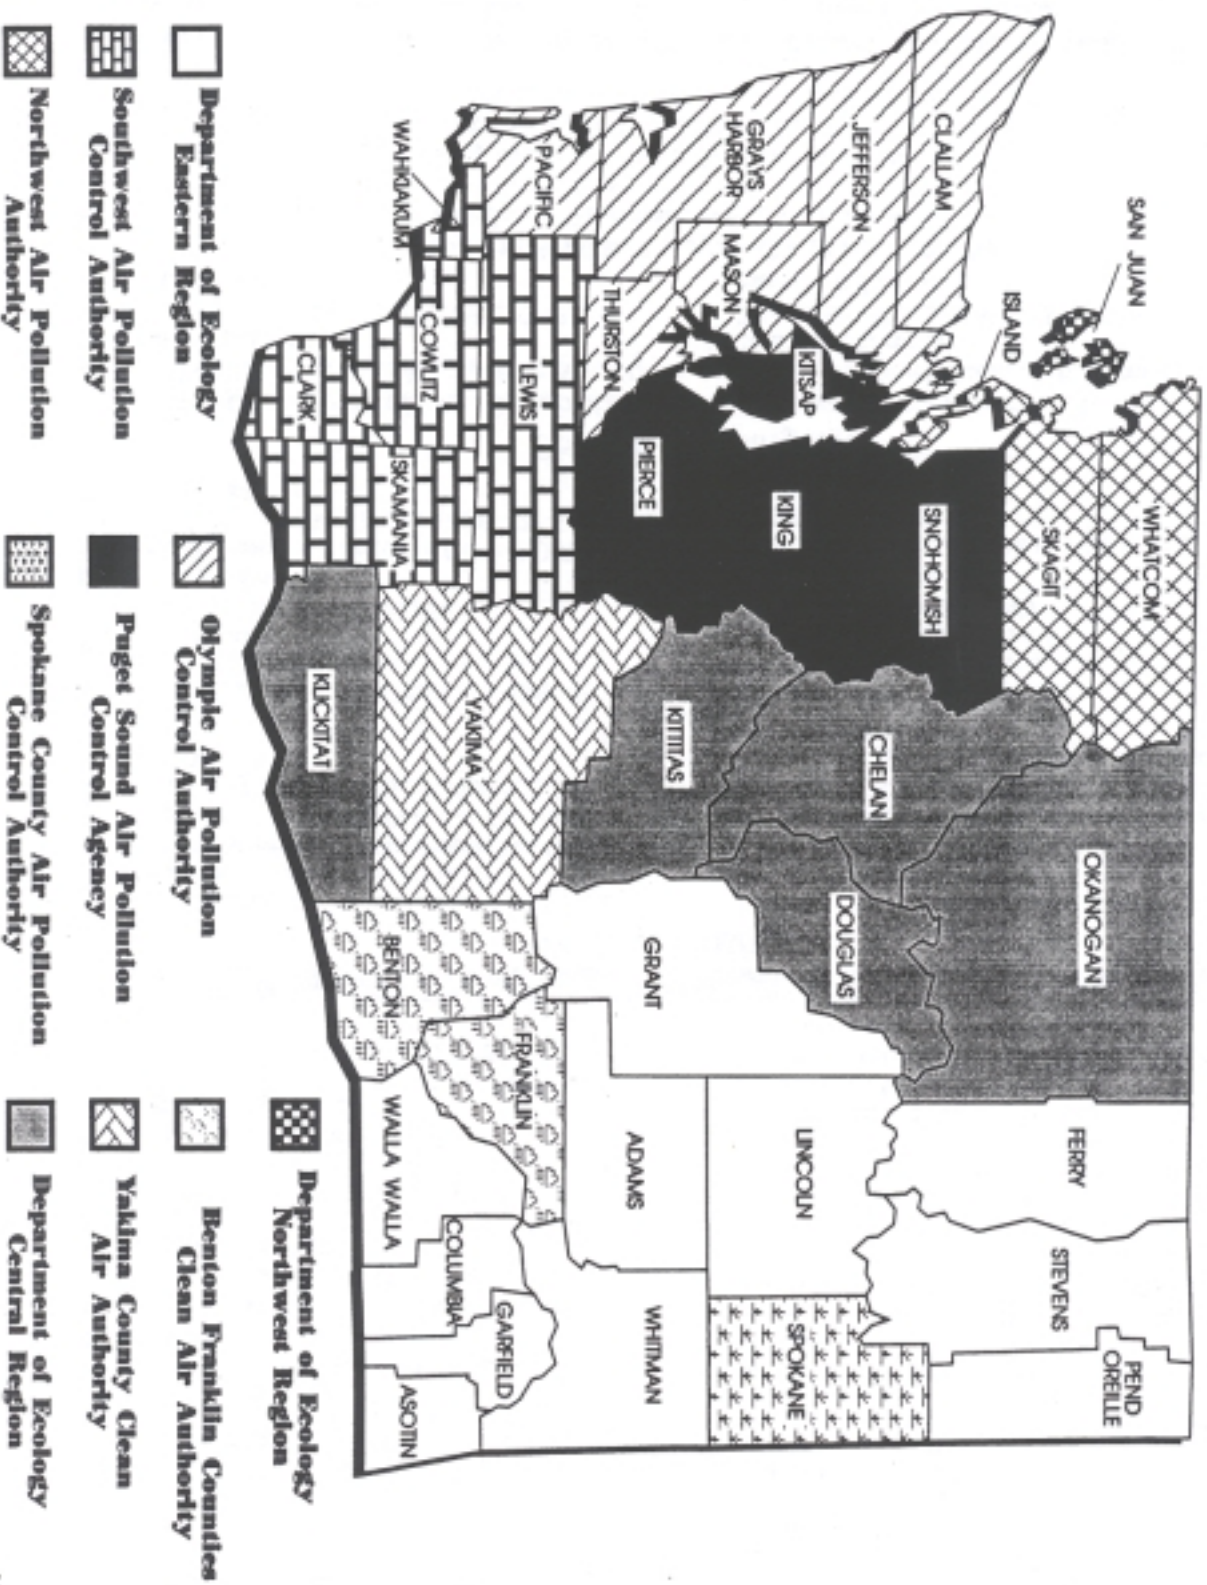 CLALLAM
SAN JUAN
ISLAND
WHATCOM
SKAGIT
SNOHOMISH
JEFFERSON
GRAYS
HARBOR
MASON
KITSAP
KING
PIERCE
THURSTON
PACIFIC
LEWIS
WAHKIAKUM
COWLITZ
CLARK
SKAMANIA
OKANOGAN
CHELAN
DOUGLAS
KITTITAS
YAKIMA
KLICKITAT
GRANT
BENTON
FRANKLIN
FERRY
STEVENS
PEND
OREILLE
LINCOLN
SPOKANE
ADAMS
WHITMAN
WALLA WALLA
COLUMBIA
GARFIELD
ASOTIN
Department of Ecology
Northwest Region
Department of Ecology
Eastern Region
Olympic Air Pollution
Control Authority
Benton Franklin Counties
Clean Air Authority
Southwest Air Pollution
Control Authority
Puget Sound Air Pollution
Control Agency
Yakima County Clean
Air Authority
Northwest Air Pollution
Authority
Spokane County Air Pollution
Control Authority
Department of Ecology
Central Region